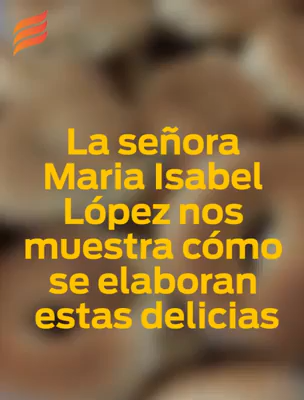 La señora
Maria Isabel
López nos
muestra cómo
se elaboran
estas delicias